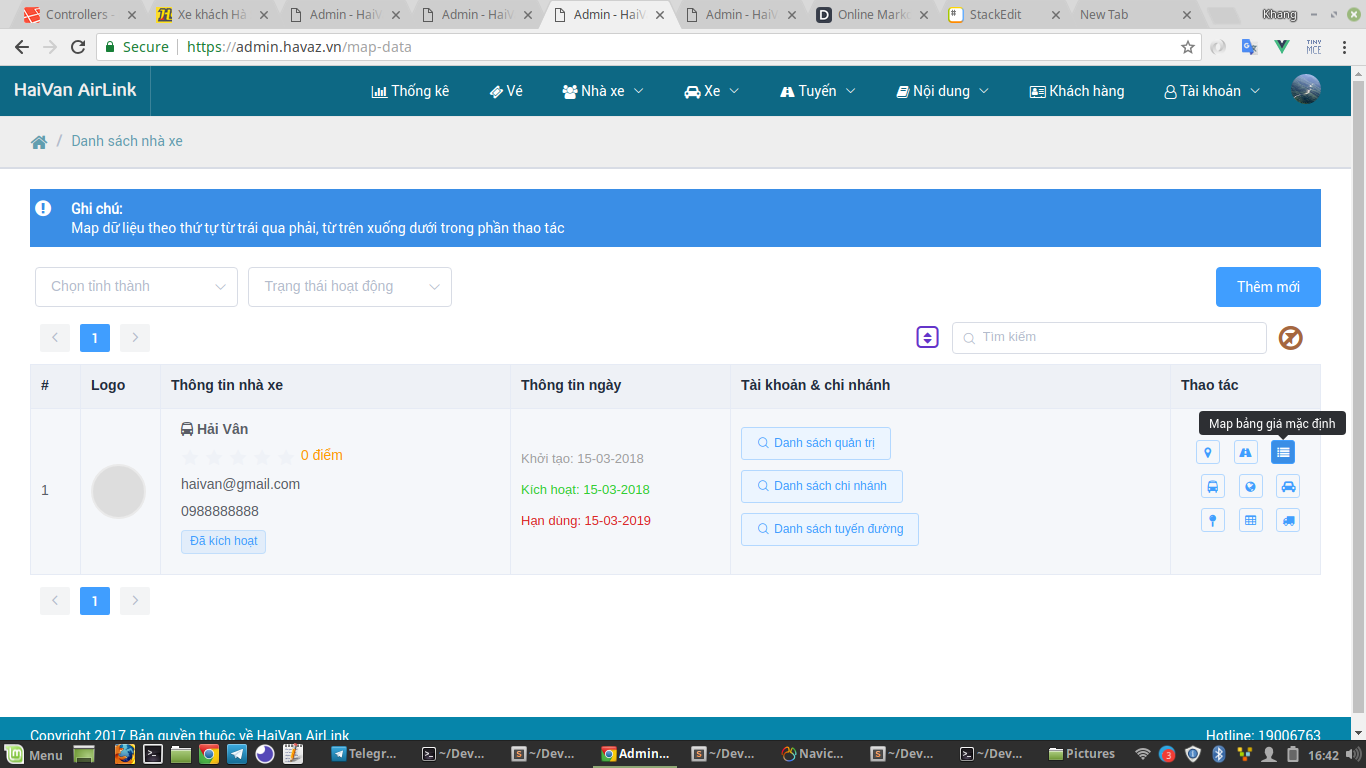 Controllers -
Xe khách Hà
Admin - HaiV
Admin - HaiV
Admin - HaiV
Admin - HaiV
Online Mark
StackEdit
New Tab
Khang
Secure
https://admin.havaz.vn/map-data
TINY
MCE
HaiVan AirLink
Thống kê
Vé
Nhà xe
Xe
Tuyến
Nội dung
Khách hàng
Tài khoản
/ Danh sách nhà xe
Ghi chú:
Map dữ liệu theo thứ tự từ trái qua phải, từ trên xuống dưới trong phần thao tác
Chọn tỉnh thành
Trạng thái hoạt động
Thêm mới
1
Tìm kiếm
# Logo Thông tin nhà xe Thông tin ngày Tài khoản & chi nhánh Thao tác
Map bảng giá mặc định
1
Hải Vân
0 điểm
haivan@gmail.com
0988888888
Đã kích hoạt
Khởi tạo: 15-03-2018
Kích hoạt: 15-03-2018
Hạn dùng: 15-03-2019
Danh sách quản trị
Danh sách chi nhánh
Danh sách tuyến đường
1
Copyright 2017 Bản quyền thuộc về HaiVan AirLink
Hotline: 19006763
Menu
Telegr...
~/Dev...
~/Dev...
Admin...
~/Dev...
Navic...
~/Dev...
~/Dev...
Pictures
3
16:42